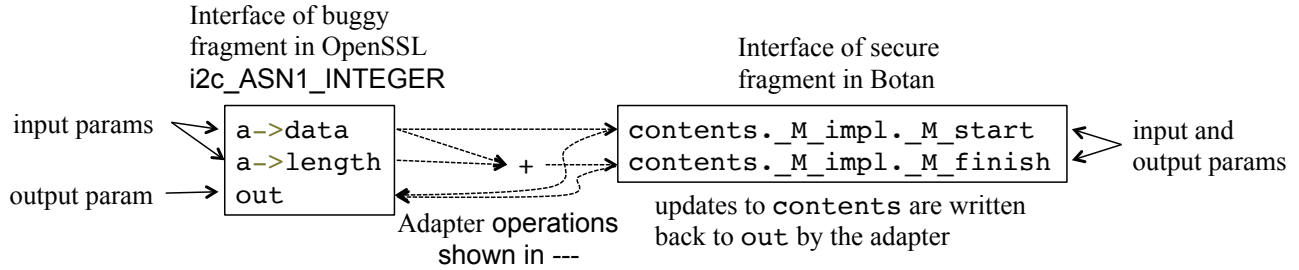 Interface of buggy
fragment in OpenSSL
i2c_ASN1_INTEGER
Interface of secure
fragment in Botan
input params
output param
a->data
a->length
out
+
contents._M_impl._M_start
contents._M_impl._M_finish
input and
output params
Adapter operations
shown in ---
updates to contents are written
back to out by the adapter